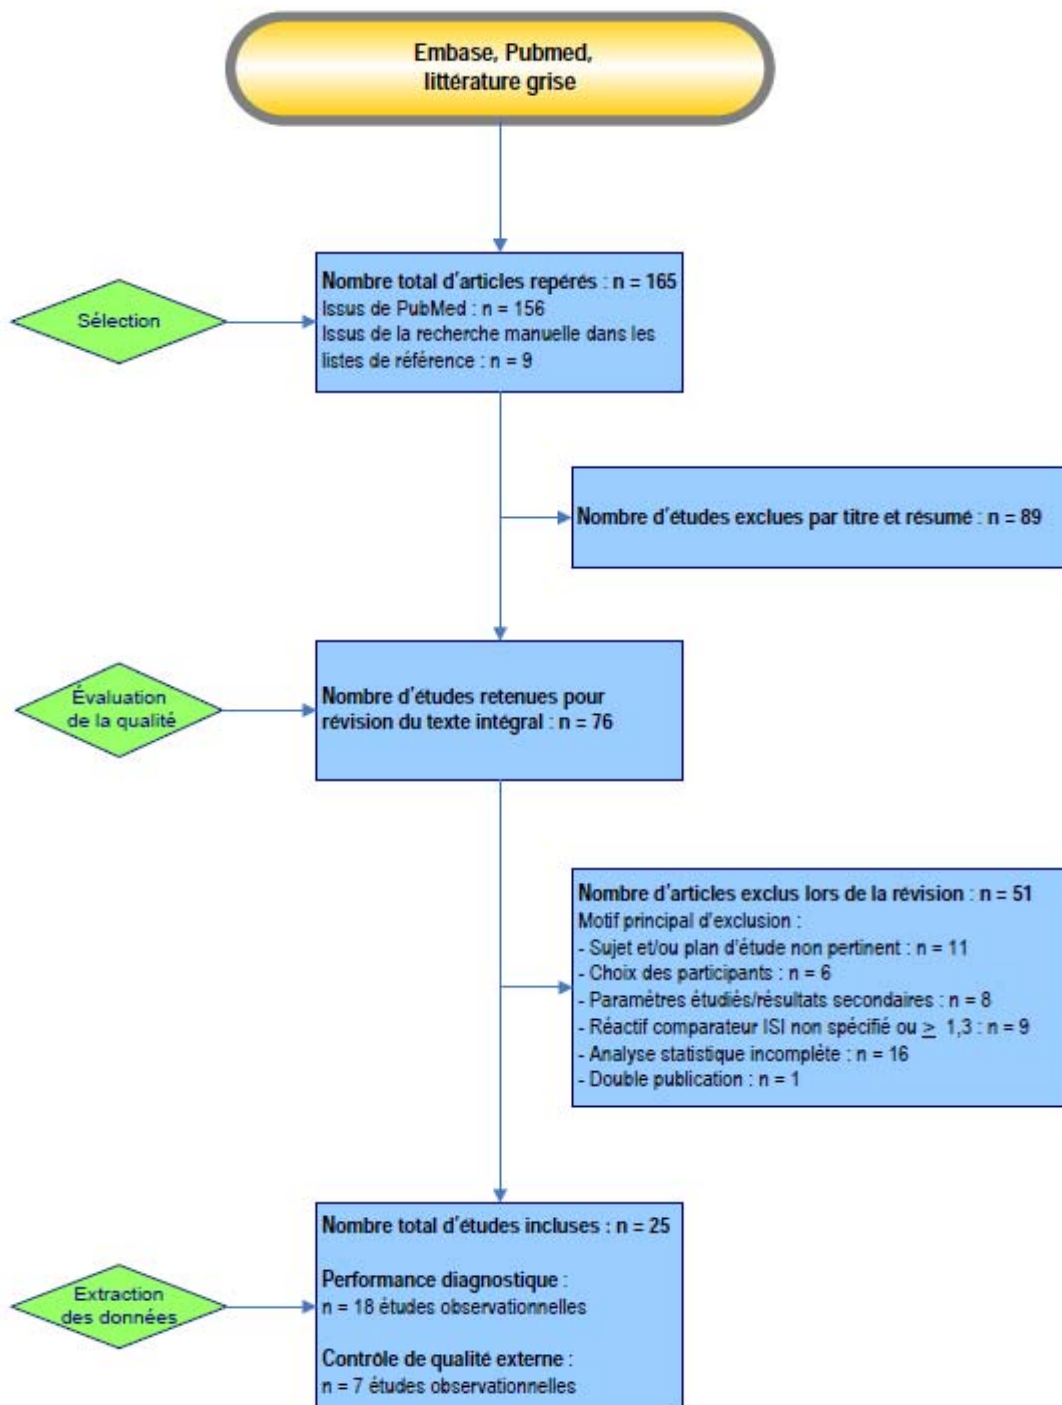 Embase, Pubmed,
littérature grise
Sélection
Nombre total d'articles repérés : n = 165
Issus de PubMed : n = 156
Issus de la recherche manuelle dans les
listes de référence : n = 9
Nombre d'études exclues par titre et résumé : n = 89
Évaluation
de la qualité
Nombre d'études retenues pour
révision du texte intégral : n = 76
Nombre d'articles exclus lors de la révision : n = 51
Motif principal d'exclusion :
- Sujet et/ou plan d'étude non pertinent : n = 11
- Choix des participants : n = 6
- Paramètres étudiés/résultats secondaires : n = 8
- Réactif comparateur ISI non spécifié ou ≥ 1,3 : n = 9
- Analyse statistique incomplète : n = 16
- Double publication : n = 1
Extraction
des données
Nombre total d'études incluses : n = 25
Performance diagnostique :
n = 18 études observationnelles
Contrôle de qualité externe :
n = 7 études observationnelles